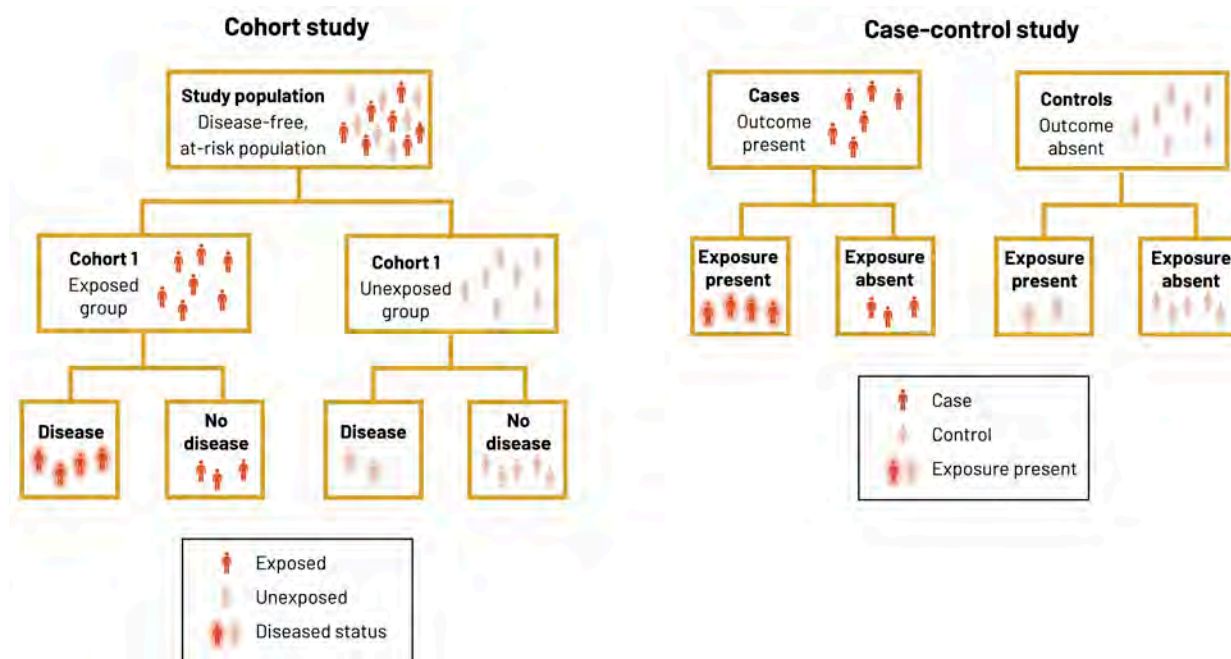 Cohort study
Study population
Disease-free,
at-risk population
Cohort 1
Exposed
group
Cohort 1
Unexposed
group
Disease
No
disease
Disease
No
disease
Exposed
Unexposed
Diseased status
Case-control study
Cases
Outcome
present
Controls
Outcome
absent
Exposure
present
Exposure
absent
Exposure
present
Exposure
absent
Case
Control
Exposure present